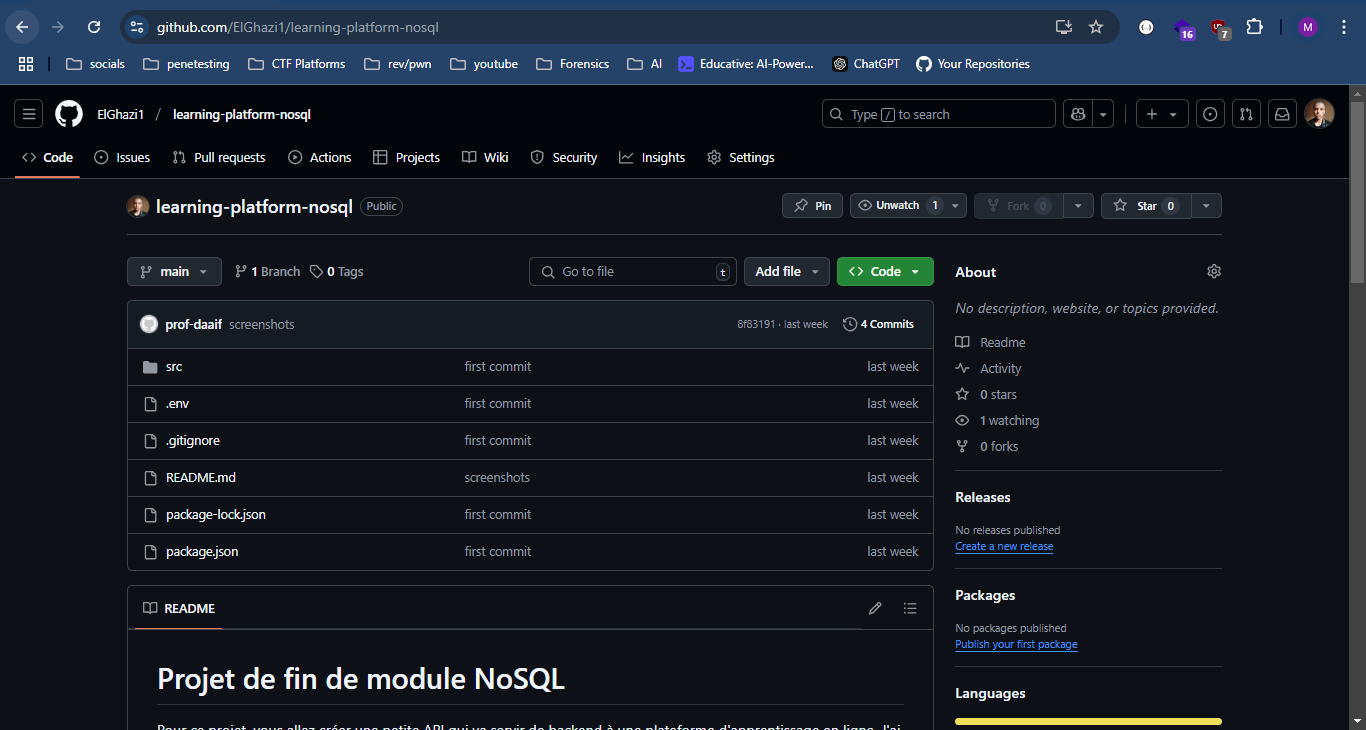 github.com/ElGhazi1/learning-platform-nosql
16
7
M
socials penetesting CTF Platforms rev/pwn youtube Forensics AI Educative: AI-Power... ChatGPT Your Repositories
ElGhazi1 / learning-platform-nosql
Type / to search
Code Issues Pull requests Actions Projects Wiki Security Insights Settings
learning-platform-nosql Public
Pin Unwatch 1 Fork 0 Star 0
main 1 Branch 0 Tags Go to file t Add file Code
prof-daaif screenshots 8f83191 · last week 4 Commits
src first commit last week
.env first commit last week
.gitignore first commit last week
README.md screenshots last week
package-lock.json first commit last week
package.json first commit last week
README
Projet de fin de module NoSQL
Pour ce projet, vous allez créer une petite API qui va servir de backend à une plateforme d'apprentissage en ligne. J'ai
About
No description, website, or topics provided.
Readme
Activity
0 stars
1 watching
0 forks
Releases
No releases published
Create a new release
Packages
No packages published
Publish your first package
Languages